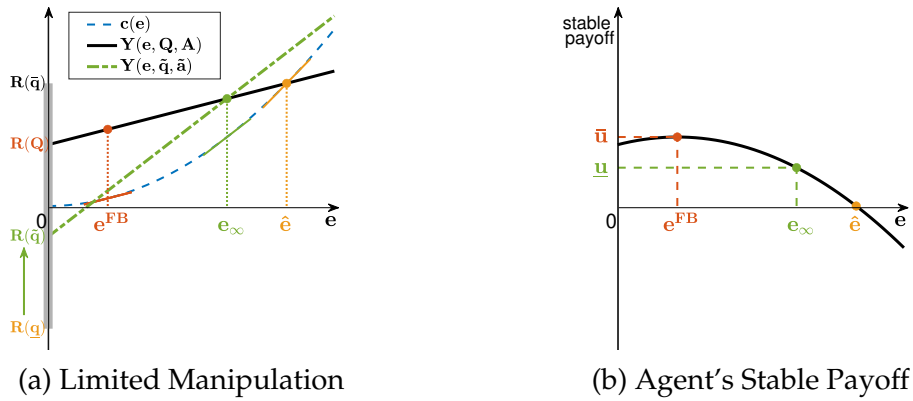 c(e)
Y(e, Q, A)
Y(e, q̃, ã)
R(q̄)
R(Q)
0
R(q̃)
R(q̲)
e^FB
e_∞
ê
e
(a) Limited Manipulation
stable
payoff
ū
u̲
0
e^FB
e_∞
ê
e
(b) Agent's Stable Payoff